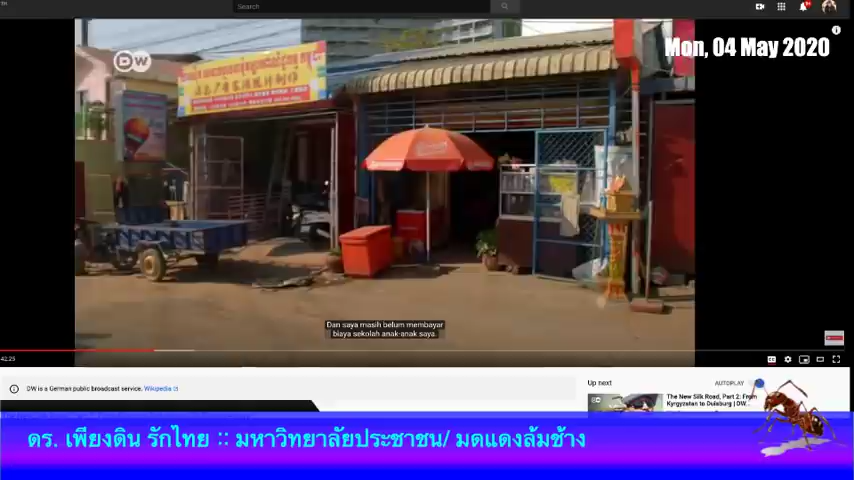 Search
Mon, 04 May 2020
DW
Dan saya masih belum membayar
biaya sekolah anak-anak saya.
42:25
DW is a German public broadcast service. Wikipedia
Up next
AUTOPLAY
The New Silk Road, Part 2: From
Kyrgyzstan to Duisburg | DW...
ดร. เพียงดิน รักไทย :: มหาวิทยาลัยประชาชน/ มดแดงล้มช้าง